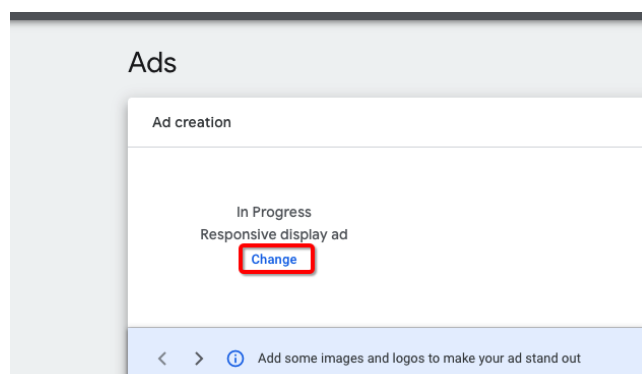 Ads
Ad creation
In Progress
Responsive display ad
Change
Add some images and logos to make your ad stand out